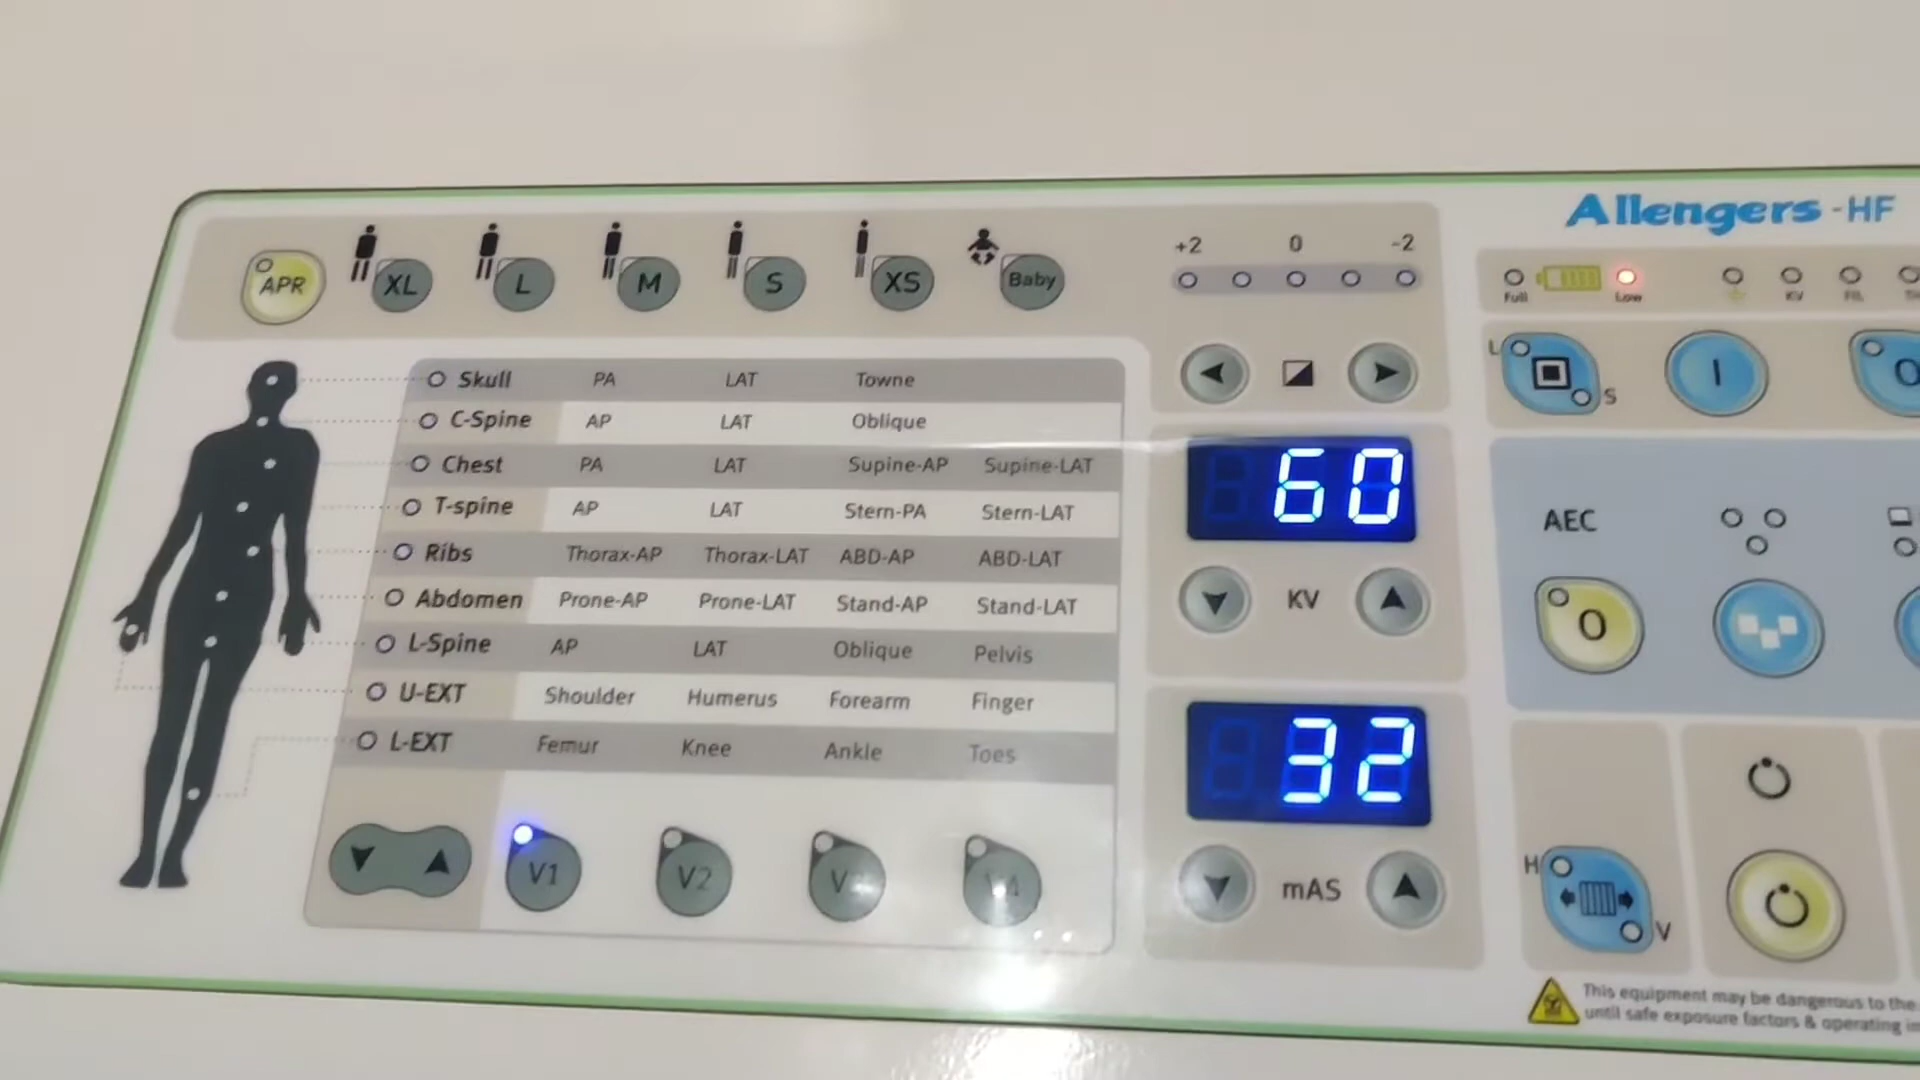 Allengers -HF
APR XL L M S XS Baby
+2 0 -2
Full Low KV FIL
L S
I O
Skull PA LAT Towne
C-Spine AP LAT Oblique
Chest PA LAT Supine-AP Supine-LAT
T-spine AP LAT Stern-PA Stern-LAT
Ribs Thorax-AP Thorax-LAT ABD-AP ABD-LAT
Abdomen Prone-AP Prone-LAT Stand-AP Stand-LAT
L-Spine AP LAT Oblique Pelvis
U-EXT Shoulder Humerus Forearm Finger
L-EXT Femur Knee Ankle Toes
V1 V2
60
KV
32
mAS
AEC
O
H V
This equipment may be dangerous to the
until safe exposure factors & operating